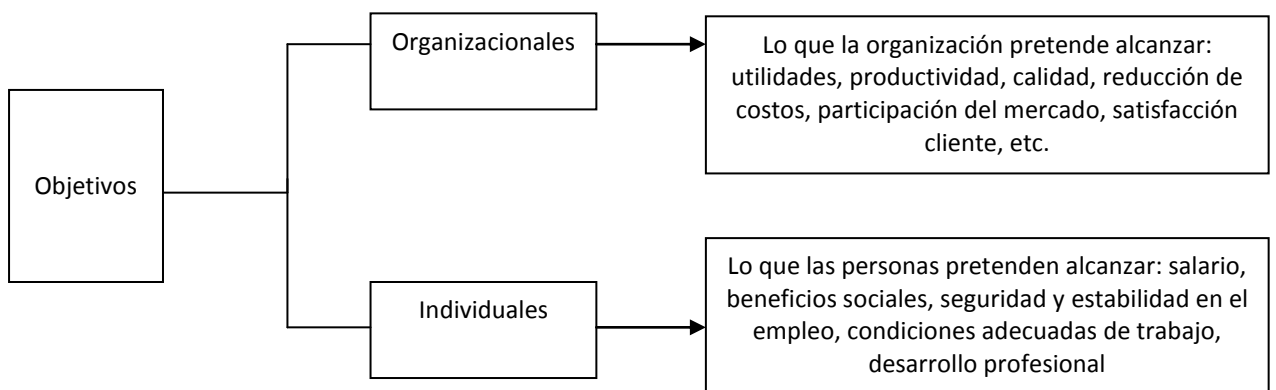 Objetivos
Organizacionales
Lo que la organización pretende alcanzar:
utilidades, productividad, calidad, reducción de
costos, participación del mercado, satisfacción
cliente, etc.
Individuales
Lo que las personas pretenden alcanzar: salario,
beneficios sociales, seguridad y estabilidad en el
empleo, condiciones adecuadas de trabajo,
desarrollo profesional